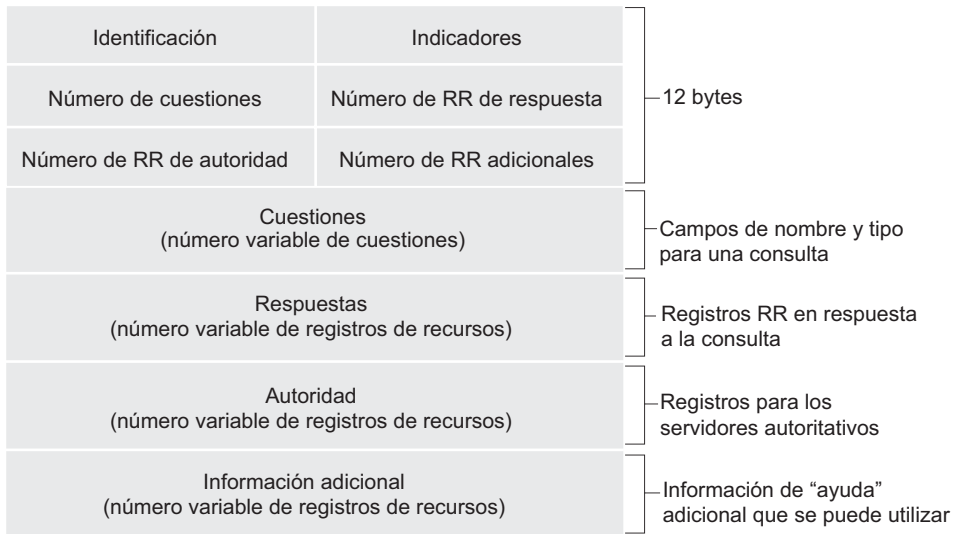 Identificación
Indicadores
Número de cuestiones
Número de RR de respuesta
12 bytes
Número de RR de autoridad
Número de RR adicionales
Cuestiones
(número variable de cuestiones)
Campos de nombre y tipo
para una consulta
Respuestas
(número variable de registros de recursos)
Registros RR en respuesta
a la consulta
Autoridad
(número variable de registros de recursos)
Registros para los
servidores autoritativos
Información adicional
(número variable de registros de recursos)
Información de “ayuda”
adicional que se puede utilizar